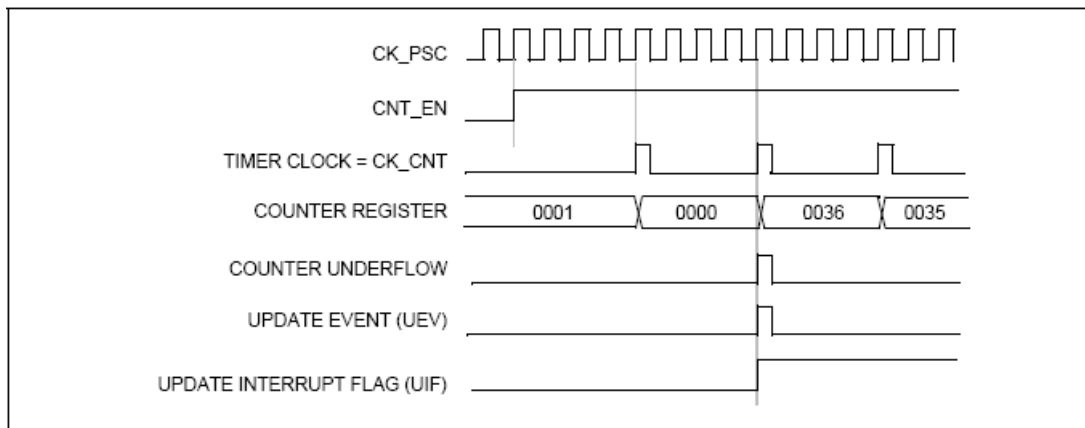 CK_PSC
CNT_EN
TIMER CLOCK = CK_CNT
COUNTER REGISTER 0001 0000 0036 0035
COUNTER UNDERFLOW
UPDATE EVENT (UEV)
UPDATE INTERRUPT FLAG (UIF)